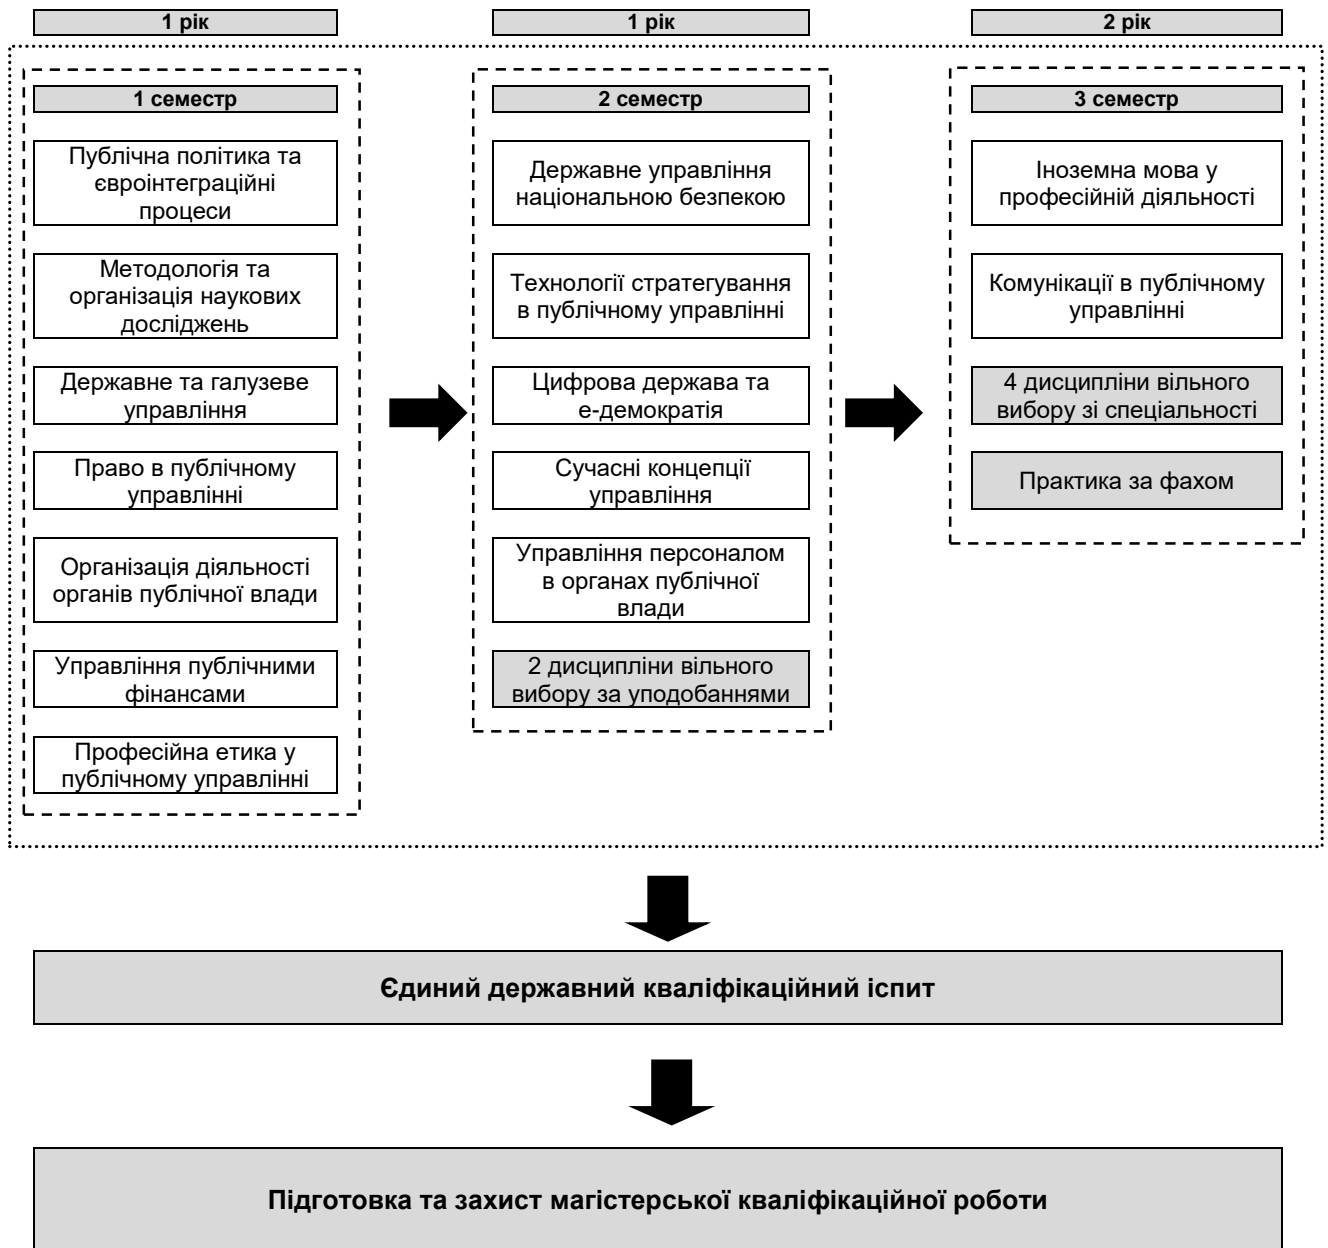 1 рік
1 рік
2 рік
1 семестр
Публічна політика та
євроінтеграційні
процеси
Методологія та
організація наукових
досліджень
Державне та галузеве
управління
Право в публічному
управлінні
Організація діяльності
органів публічної влади
Управління публічними
фінансами
Професійна етика у
публічному управлінні
2 семестр
Державне управління
національною безпекою
Технології стратегування
в публічному управлінні
Цифрова держава та
е-демократія
Сучасні концепції
управління
Управління персоналом
в органах публічної
влади
2 дисципліни вільного
вибору за уподобаннями
3 семестр
Іноземна мова у
професійній діяльності
Комунікації в публічному
управлінні
4 дисципліни вільного
вибору зі спеціальності
Практика за фахом
Єдиний державний кваліфікаційний іспит
Підготовка та захист магістерської кваліфікаційної роботи